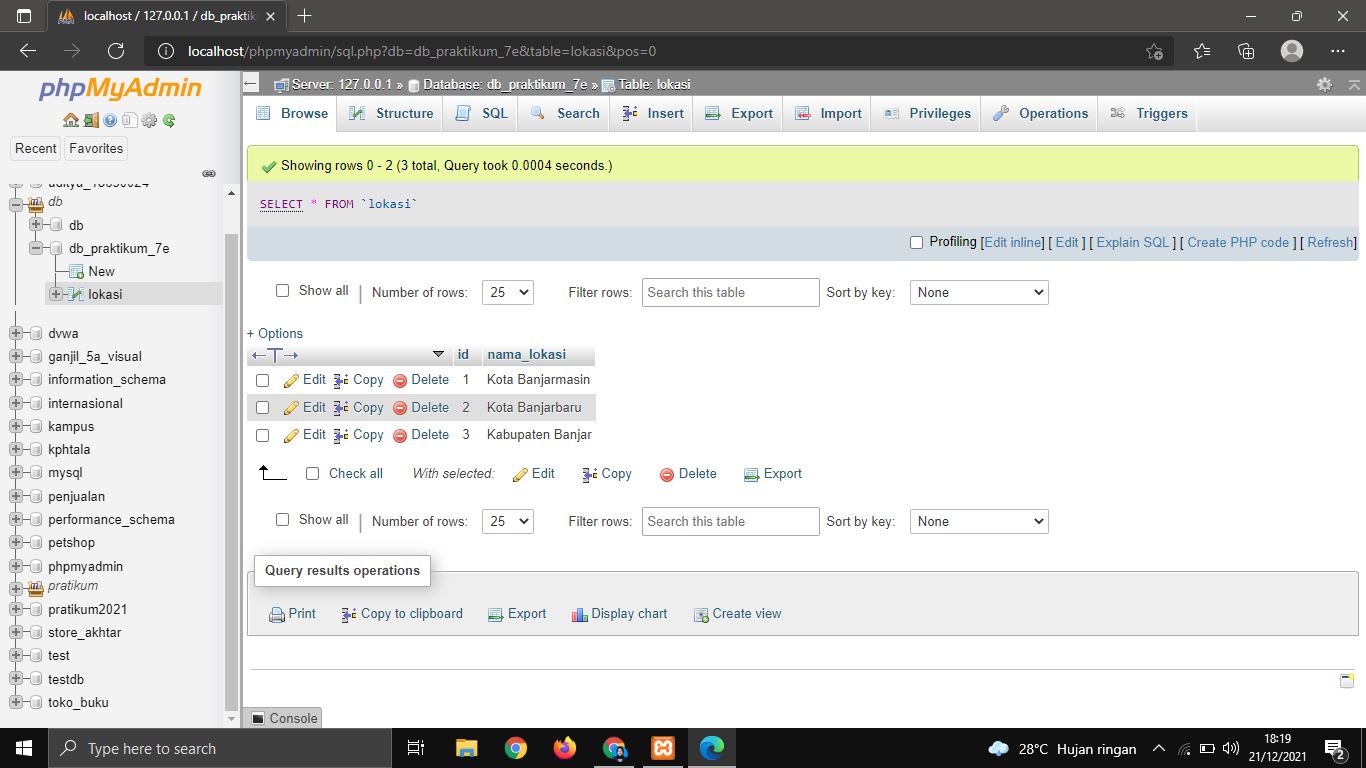 localhost / 127.0.0.1 / db_praktik
localhost/phpmyadmin/sql.php?db=db_praktikum_7e&table=lokasi&pos=0
phpMyAdmin
Recent Favorites
aditya_18630024
db
db
db_praktikum_7e
New
lokasi
dvwa
ganjil_5a_visual
information_schema
internasional
kampus
kphtala
mysql
penjualan
performance_schema
petshop
phpmyadmin
pratikum
pratikum2021
store_akhtar
test
testdb
toko_buku
Server: 127.0.0.1 » Database: db_praktikum_7e » Table: lokasi
Browse Structure SQL Search Insert Export Import Privileges Operations Triggers
Showing rows 0 - 2 (3 total, Query took 0.0004 seconds.)
SELECT * FROM `lokasi`
Profiling [Edit inline] [ Edit ] [ Explain SQL ] [ Create PHP code ] [ Refresh]
Show all | Number of rows: 25 Filter rows: Search this table Sort by key: None
+ Options
←T→ id nama_lokasi
Edit Copy Delete 1 Kota Banjarmasin
Edit Copy Delete 2 Kota Banjarbaru
Edit Copy Delete 3 Kabupaten Banjar
Check all With selected: Edit Copy Delete Export
Show all | Number of rows: 25 Filter rows: Search this table Sort by key: None
Query results operations
Print Copy to clipboard Export Display chart Create view
Console
Type here to search
28°C Hujan ringan
18:19
21/12/2021
2